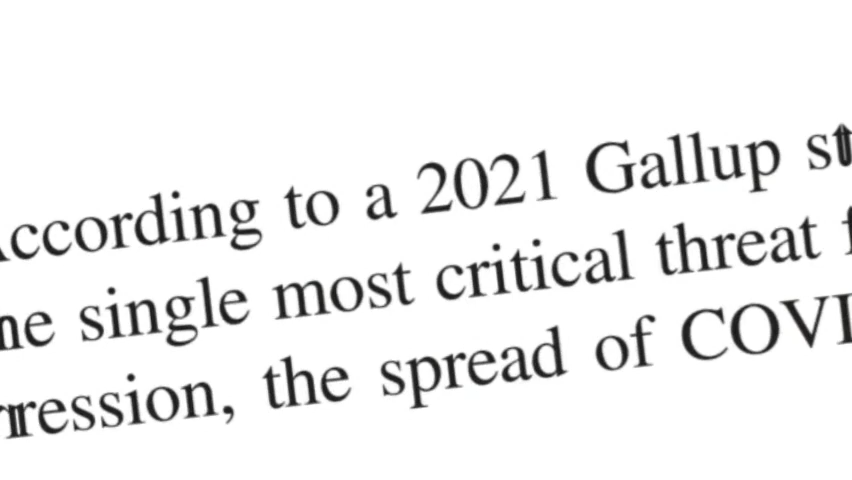 According to a 2021 Gallup
single most critical threat
the spread of